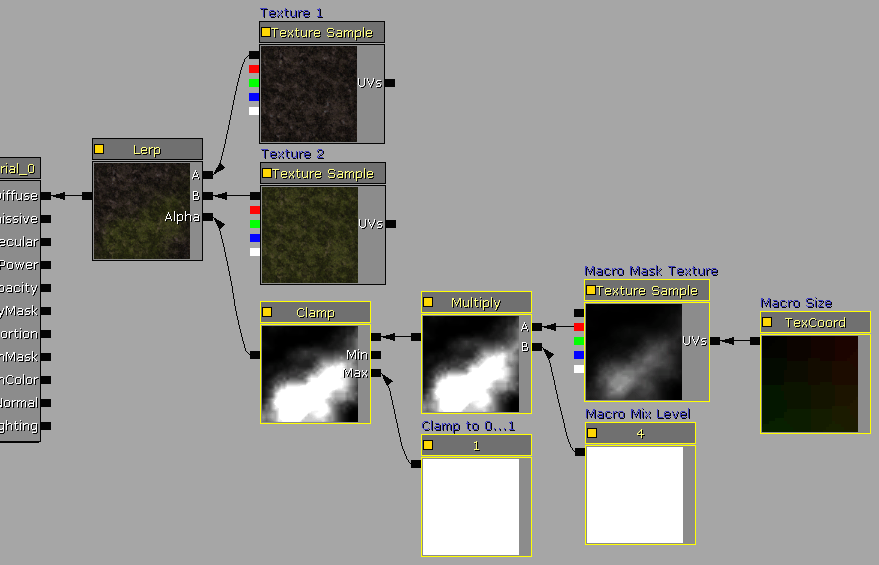 Texture 1
Texture Sample
UVs
Texture 2
Texture Sample
UVs
Lerp
A
B
Alpha
rial_0
iffuse
issive
ecular
Power
pacity
yMask
ortion
nMask
nColor
Normal
ghting
Clamp
Min
Max
Multiply
A
B
Clamp to 0...1
1
Macro Mask Texture
Texture Sample
UVs
Macro Mix Level
4
Macro Size
TexCoord